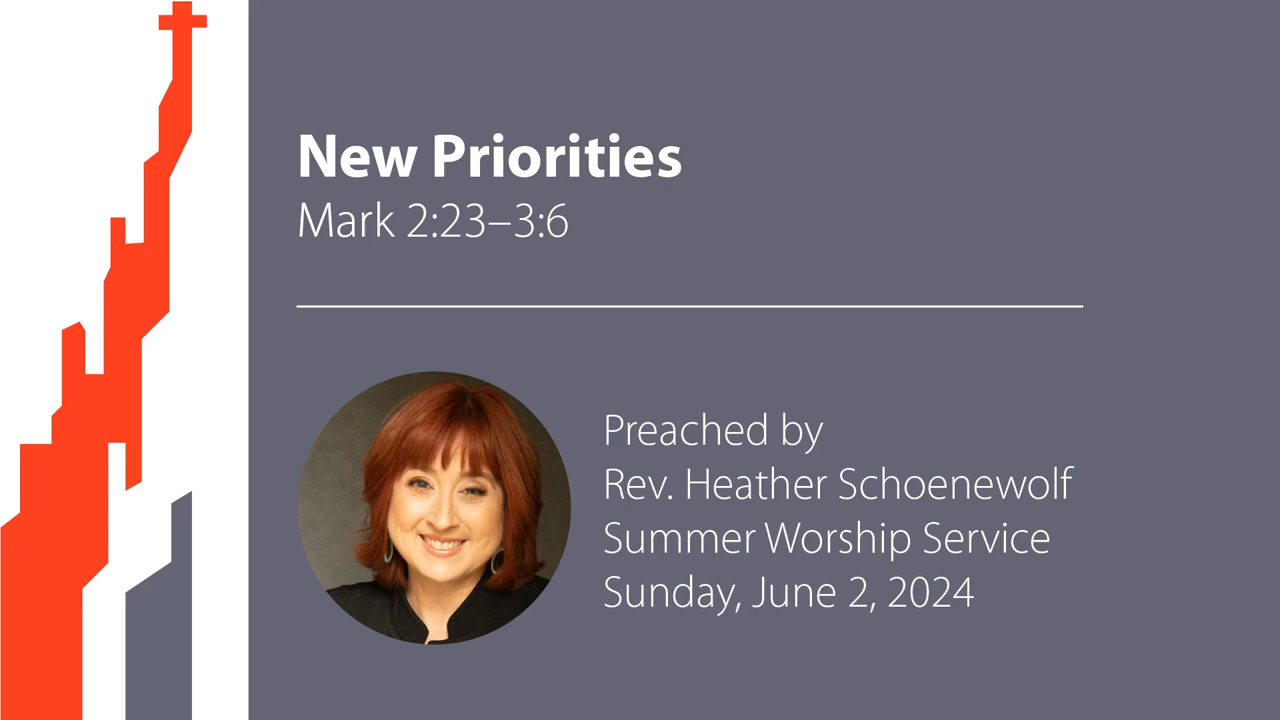 New Priorities
Mark 2:23–3:6
Preached by
Rev. Heather Schoenewolf
Summer Worship Service
Sunday, June 2, 2024